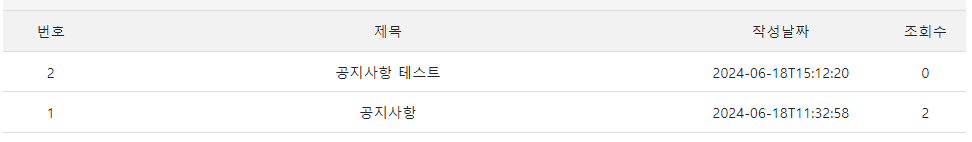 번호 제목 작성날짜 조회수
2 공지사항 테스트 2024-06-18T15:12:20 0
1 공지사항 2024-06-18T11:32:58 2